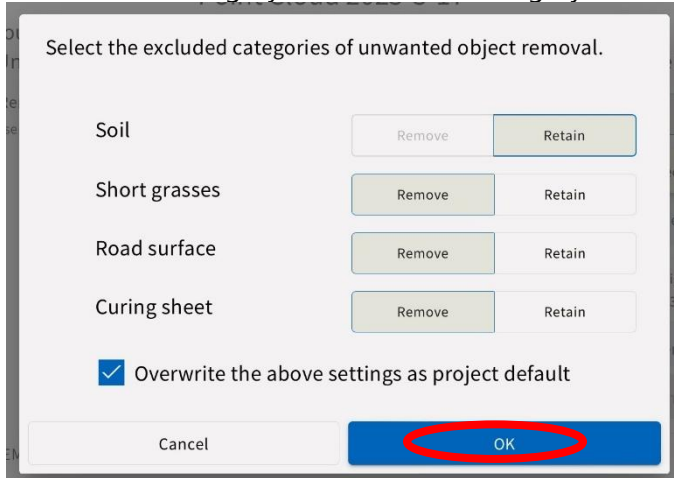 Select the excluded categories of unwanted object removal.
Soil Remove Retain
Short grasses Remove Retain
Road surface Remove Retain
Curing sheet Remove Retain
Overwrite the above settings as project default
Cancel OK